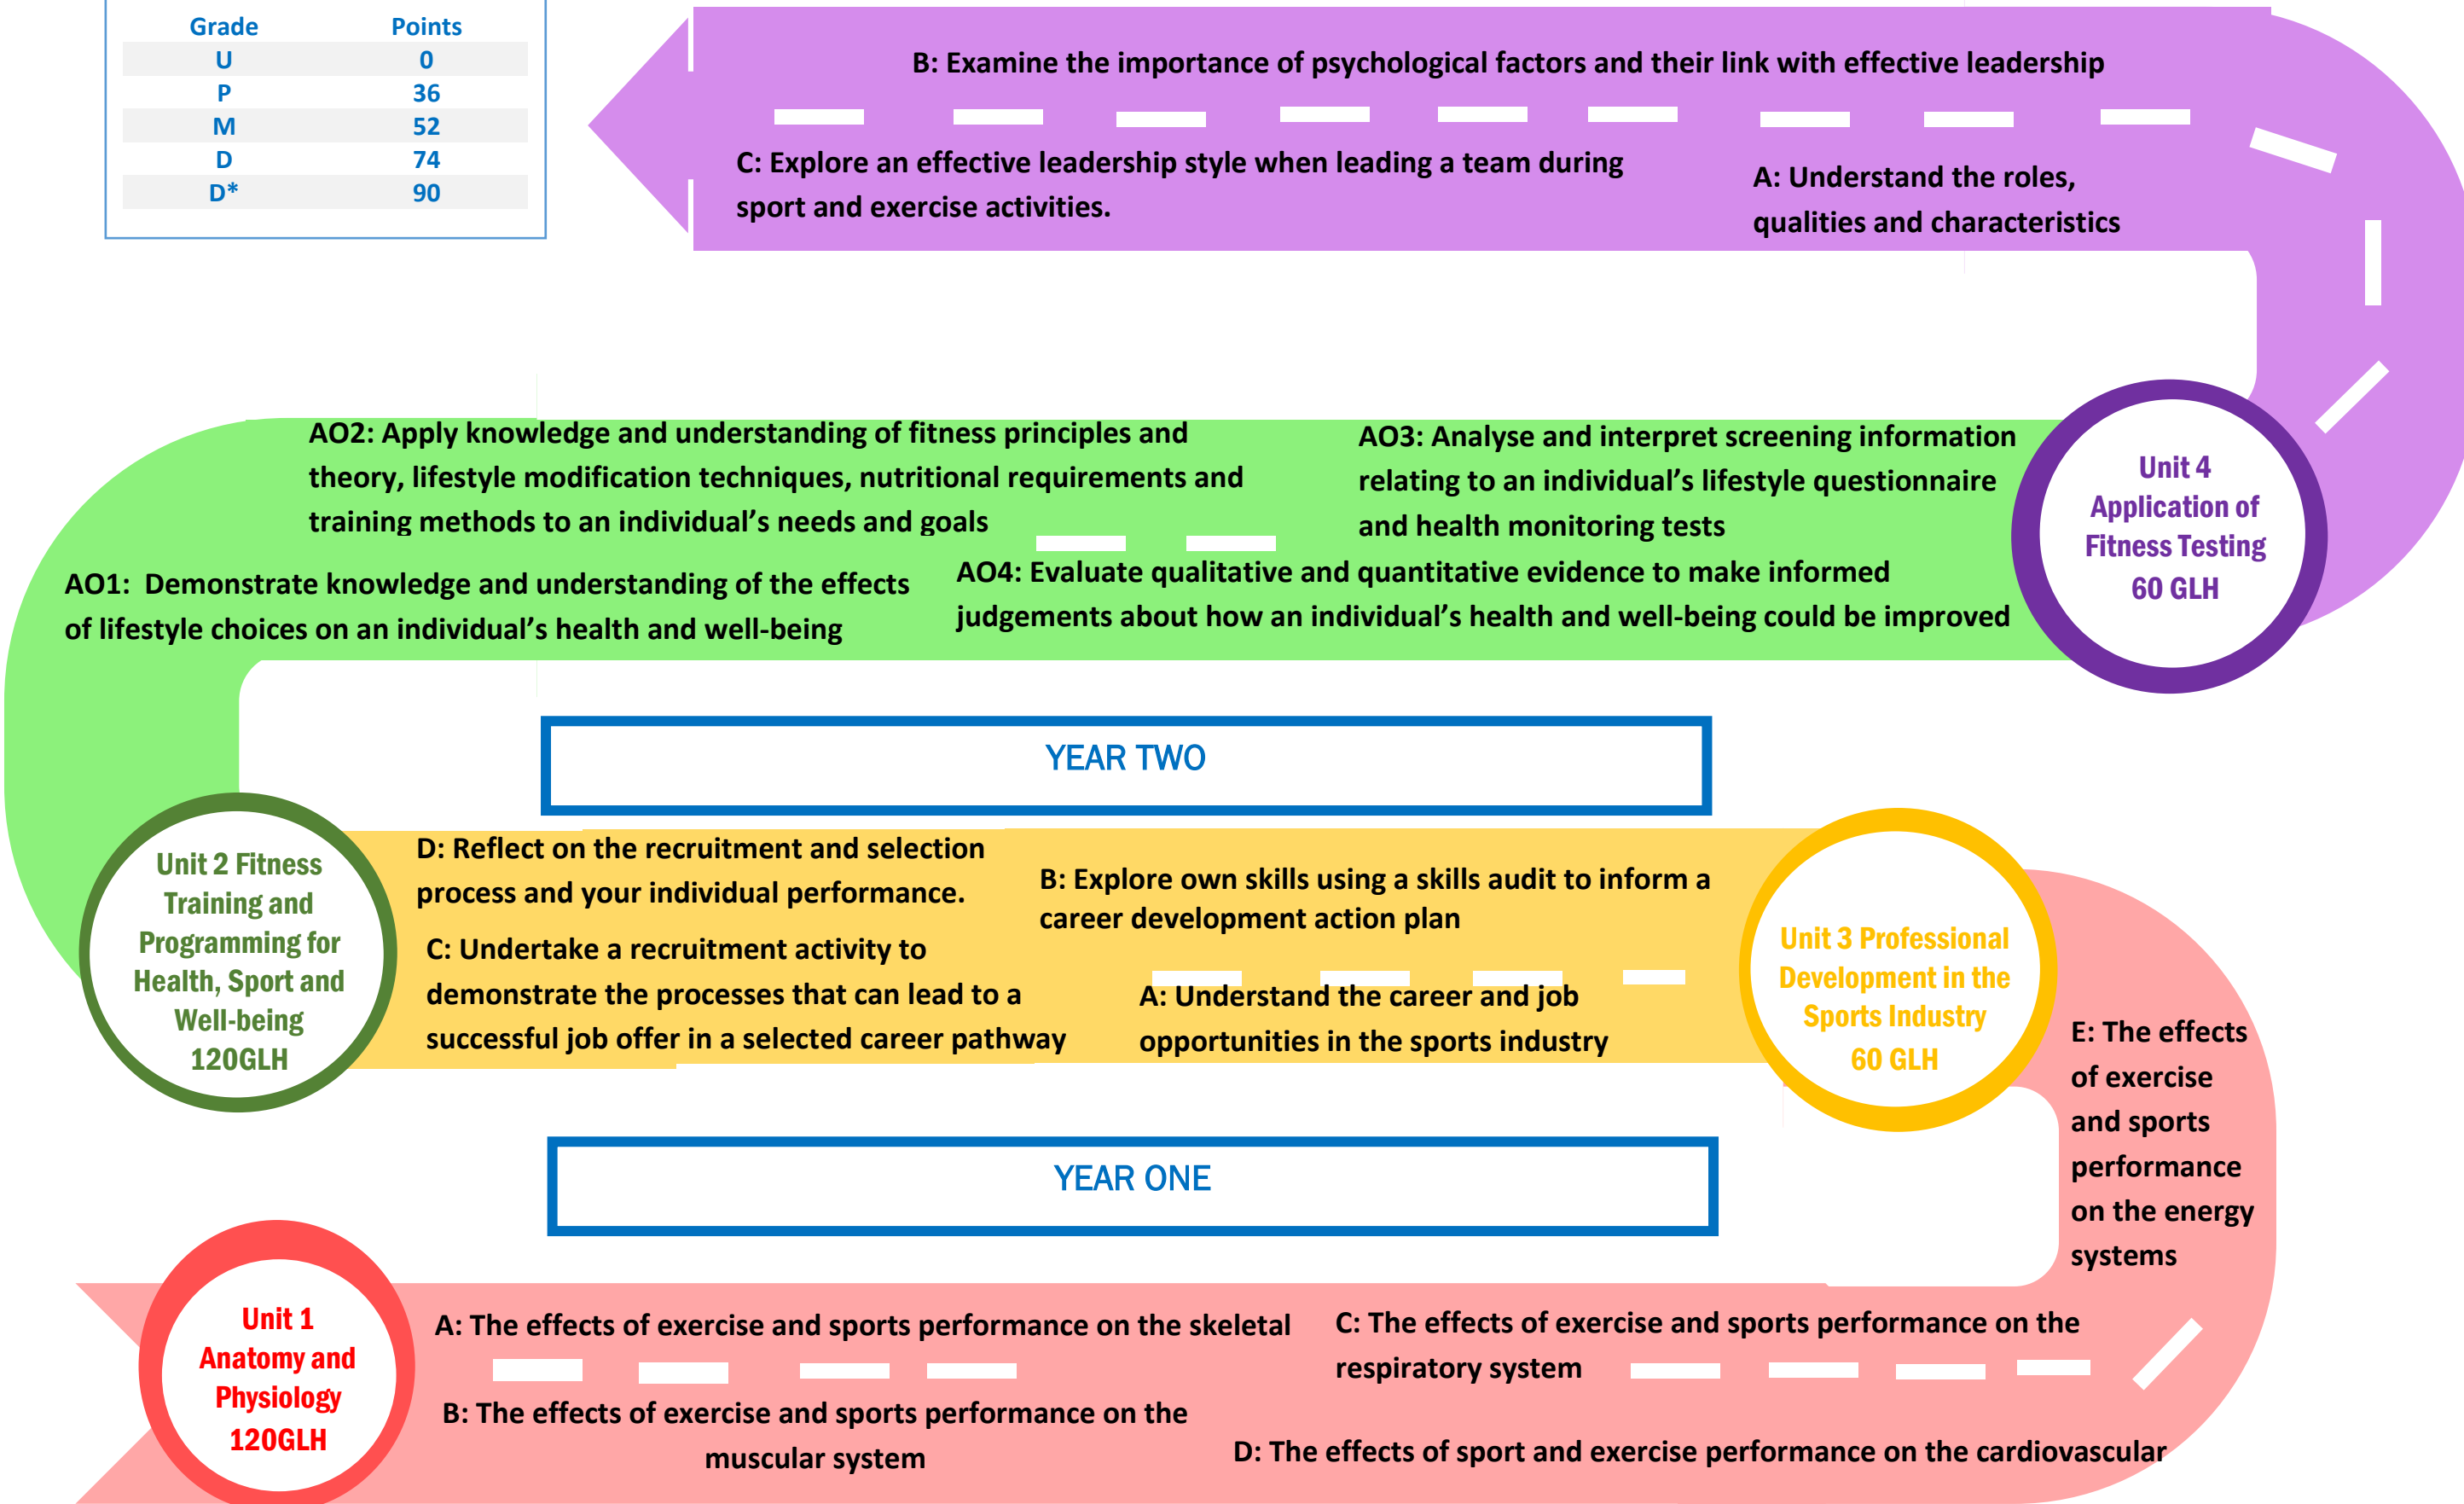 Grade Points
U 0
P 36
M 52
D 74
D* 90
B: Examine the importance of psychological factors and their link with effective leadership
C: Explore an effective leadership style when leading a team during
sport and exercise activities.
A: Understand the roles,
qualities and characteristics
AO2: Apply knowledge and understanding of fitness principles and
theory, lifestyle modification techniques, nutritional requirements and
training methods to an individual’s needs and goals
AO3: Analyse and interpret screening information
relating to an individual’s lifestyle questionnaire
and health monitoring tests
Unit 4
Application of
Fitness Testing
60 GLH
AO1: Demonstrate knowledge and understanding of the effects
of lifestyle choices on an individual’s health and well-being
AO4: Evaluate qualitative and quantitative evidence to make informed
judgements about how an individual’s health and well-being could be improved
YEAR TWO
Unit 2 Fitness
Training and
Programming for
Health, Sport and
Well-being
120GLH
D: Reflect on the recruitment and selection
process and your individual performance.
C: Undertake a recruitment activity to
demonstrate the processes that can lead to a
successful job offer in a selected career pathway
B: Explore own skills using a skills audit to inform a
career development action plan
A: Understand the career and job
opportunities in the sports industry
Unit 3 Professional
Development in the
Sports Industry
60 GLH
E: The effects
of exercise
and sports
performance
on the energy
systems
YEAR ONE
Unit 1
Anatomy and
Physiology
120GLH
A: The effects of exercise and sports performance on the skeletal
B: The effects of exercise and sports performance on the
muscular system
C: The effects of exercise and sports performance on the
respiratory system
D: The effects of sport and exercise performance on the cardiovascular